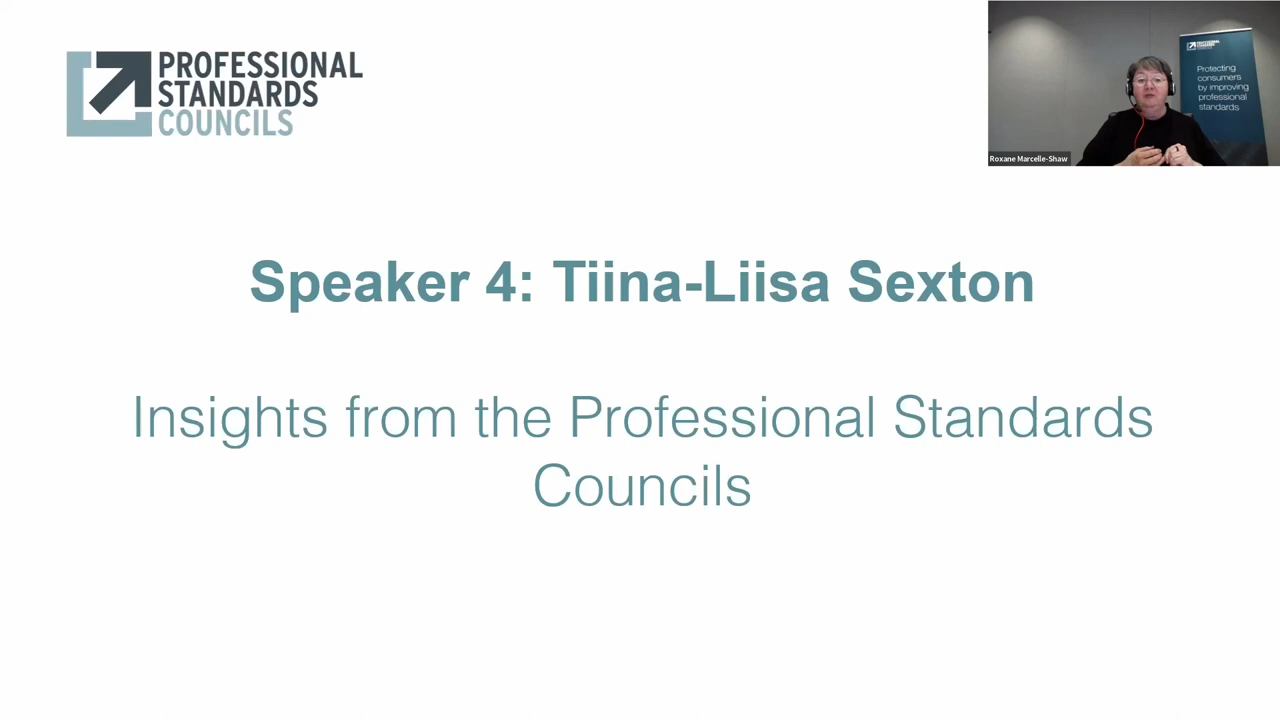 PROFESSIONAL
STANDARDS
COUNCILS
Protecting
consumers
by improving
professional
standards
Roxane Marcelle-Shaw
Speaker 4: Tiina-Liisa Sexton
Insights from the Professional Standards
Councils